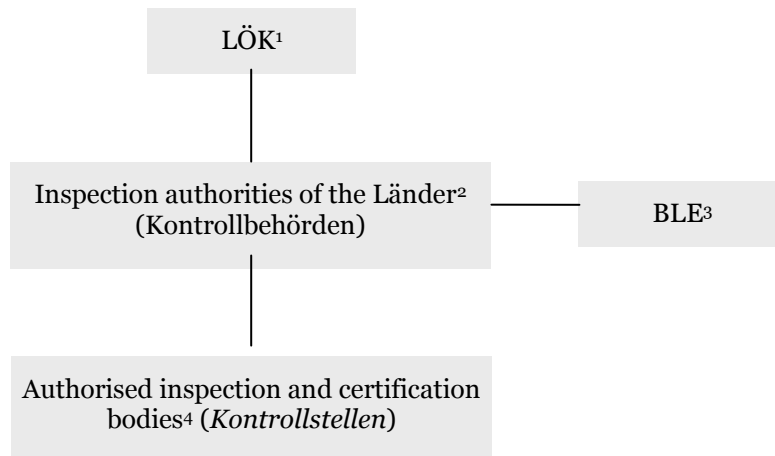 LÖK¹
Inspection authorities of the Länder²
(Kontrollbehörden)
BLE³
Authorised inspection and certification
bodies⁴ (Kontrollstellen)